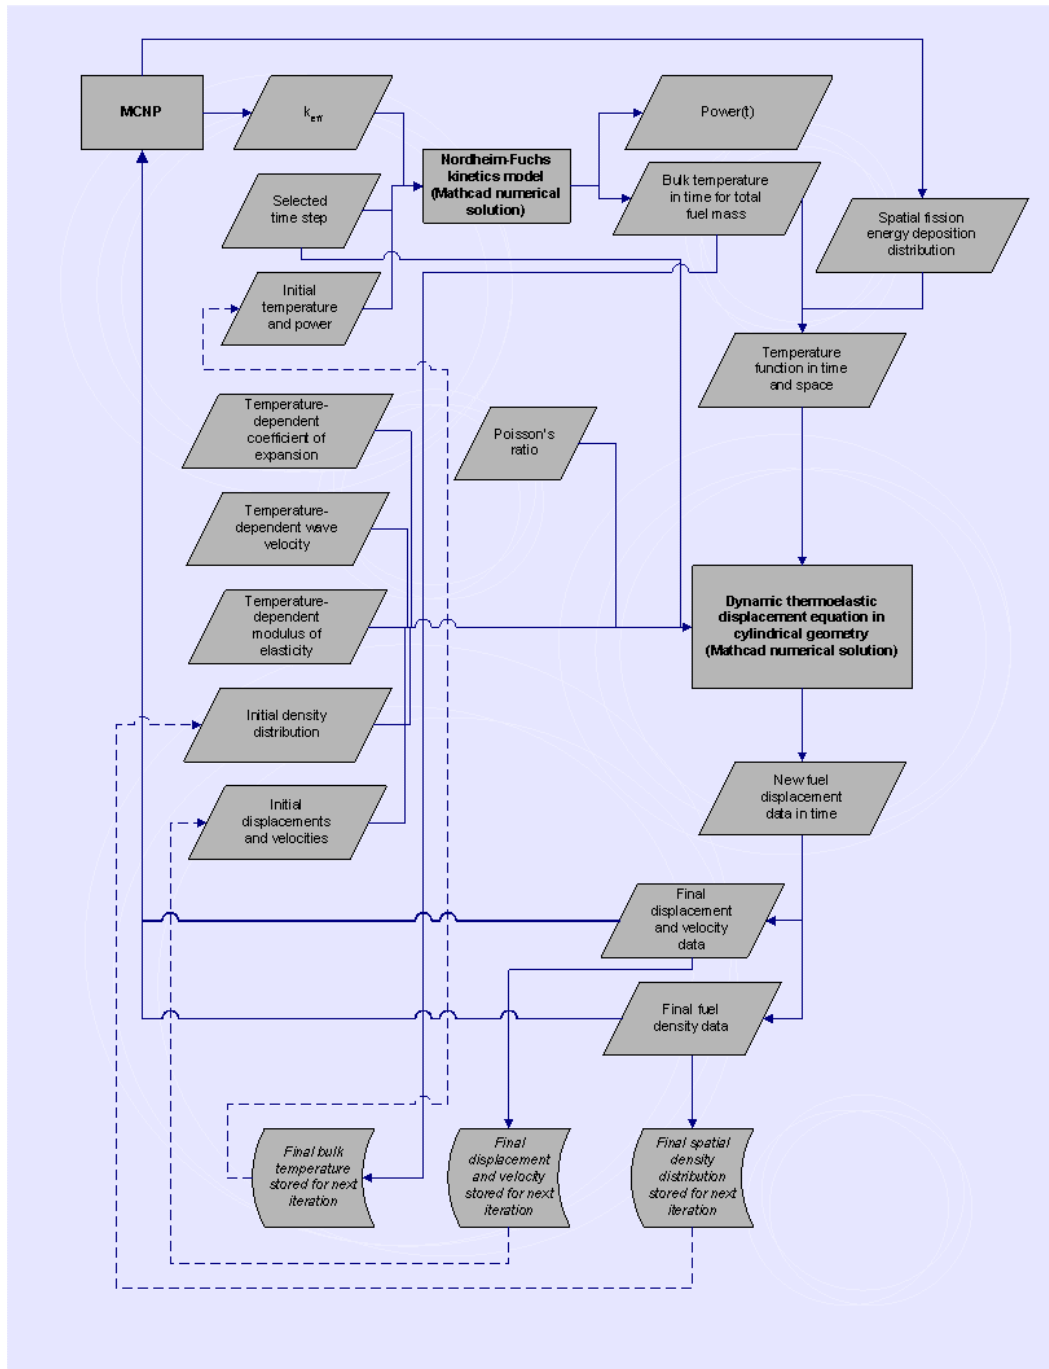 MCNP
k_eff
Power(t)
Nordheim-Fuchs
kinetics model
(Mathcad numerical
solution)
Selected
time step
Bulk temperature
in time for total
fuel mass
Spatial fission
energy deposition
distribution
Initial
temperature
and power
Temperature
function in time
and space
Temperature-
dependent
coefficient of
expansion
Poisson's
ratio
Temperature-
dependent wave
velocity
Temperature-
dependent
modulus of
elasticity
Dynamic thermoelastic
displacement equation in
cylindrical geometry
(Mathcad numerical solution)
Initial density
distribution
Initial
displacements
and velocities
New fuel
displacement
data in time
Final
displacement
and velocity
data
Final fuel
density data
Final bulk
temperature
stored for next
iteration
Final
displacement
and velocity
stored for next
iteration
Final spatial
density
distribution
stored for next
iteration